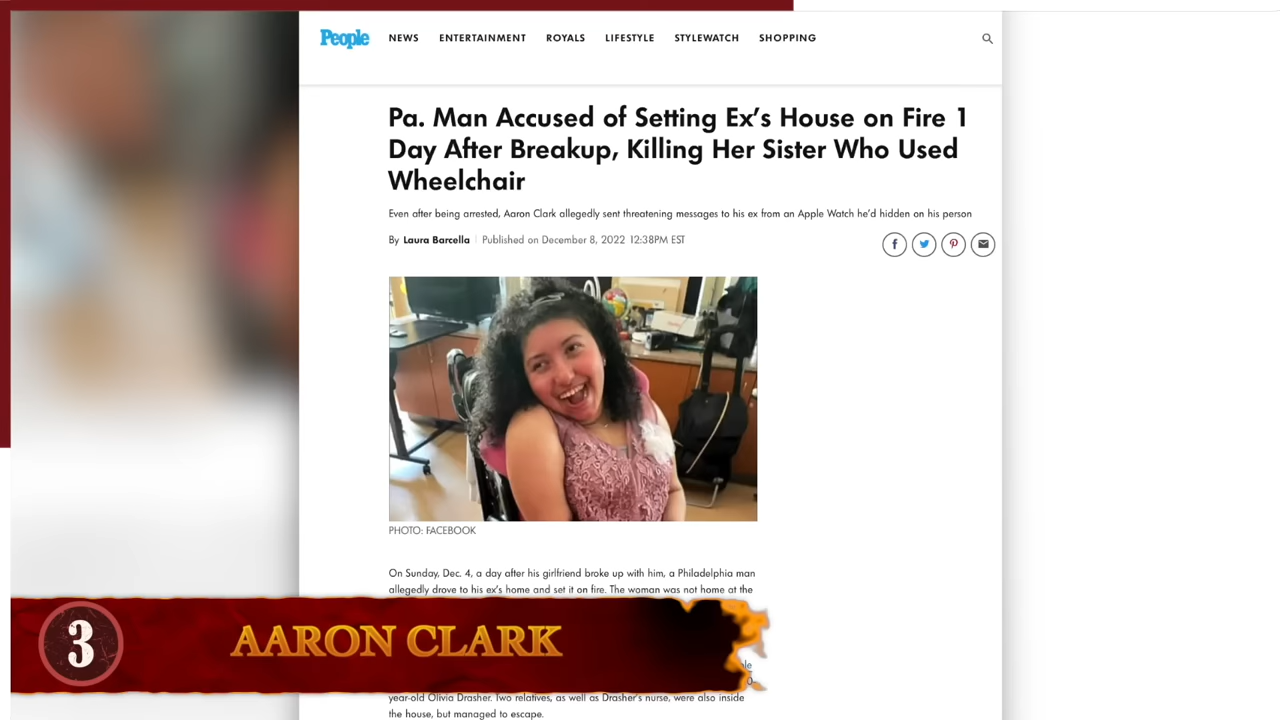 People NEWS ENTERTAINMENT ROYALS LIFESTYLE STYLEWATCH SHOPPING
Pa. Man Accused of Setting Ex's House on Fire 1
Day After Breakup, Killing Her Sister Who Used
Wheelchair
Even after being arrested, Aaron Clark allegedly sent threatening messages to his ex from an Apple Watch he'd hidden on his person
By Laura Barcella Published on December 8, 2022 12:38PM EST
PHOTO: FACEBOOK
On Sunday, Dec. 4, a day after his girlfriend broke up with him, a Philadelphia man
allegedly drove to his ex's home and set it on fire. The woman was not home at the
3 AARON CLARK
year-old Olivia Drasher. Two relatives, as well as Drasher's nurse, were also inside
the house, but managed to escape.